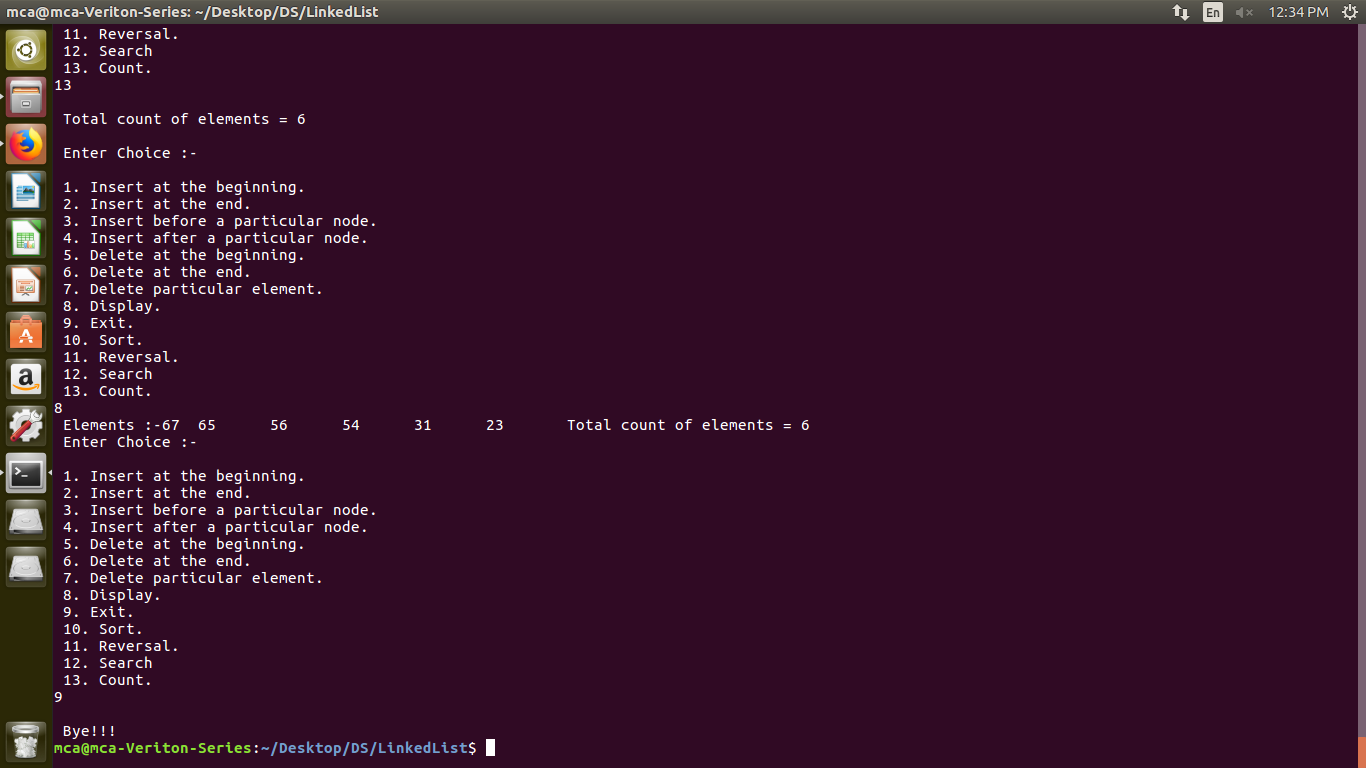 mca@mca-Veriton-Series: ~/Desktop/DS/LinkedList En 12:34 PM
11. Reversal.
12. Search
13. Count.
13
Total count of elements = 6
Enter Choice :-
1. Insert at the beginning.
2. Insert at the end.
3. Insert before a particular node.
4. Insert after a particular node.
5. Delete at the beginning.
6. Delete at the end.
7. Delete particular element.
8. Display.
9. Exit.
10. Sort.
11. Reversal.
12. Search
13. Count.
8
Elements :-67 65 56 54 31 23 Total count of elements = 6
Enter Choice :-
1. Insert at the beginning.
2. Insert at the end.
3. Insert before a particular node.
4. Insert after a particular node.
5. Delete at the beginning.
6. Delete at the end.
7. Delete particular element.
8. Display.
9. Exit.
10. Sort.
11. Reversal.
12. Search
13. Count.
9
Bye!!!
mca@mca-Veriton-Series:~/Desktop/DS/LinkedList$